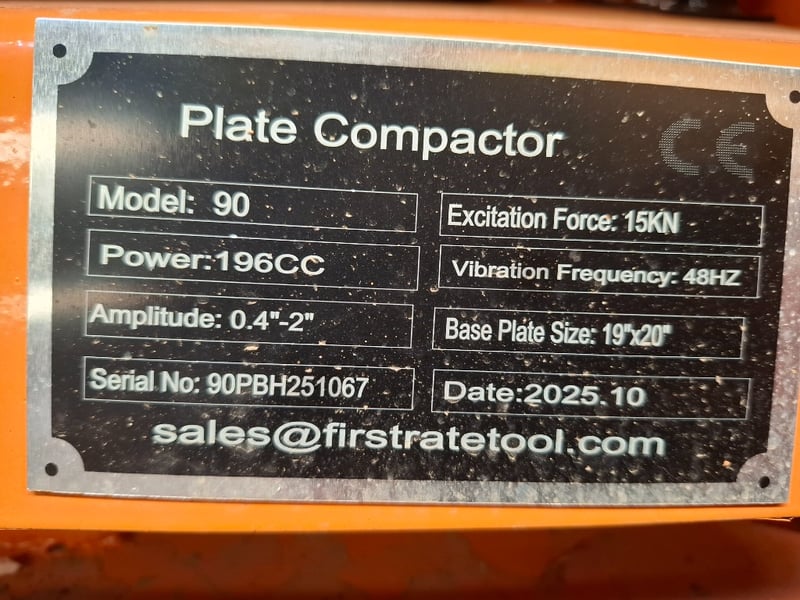 Plate Compactor
CE
Model: 90
Excitation Force: 15KN
Power:196CC
Vibration Frequency: 48HZ
Amplitude: 0.4"-2"
Base Plate Size: 19"x20"
Serial No: 90PBH251067
Date:2025.10
sales@firstratetool.com